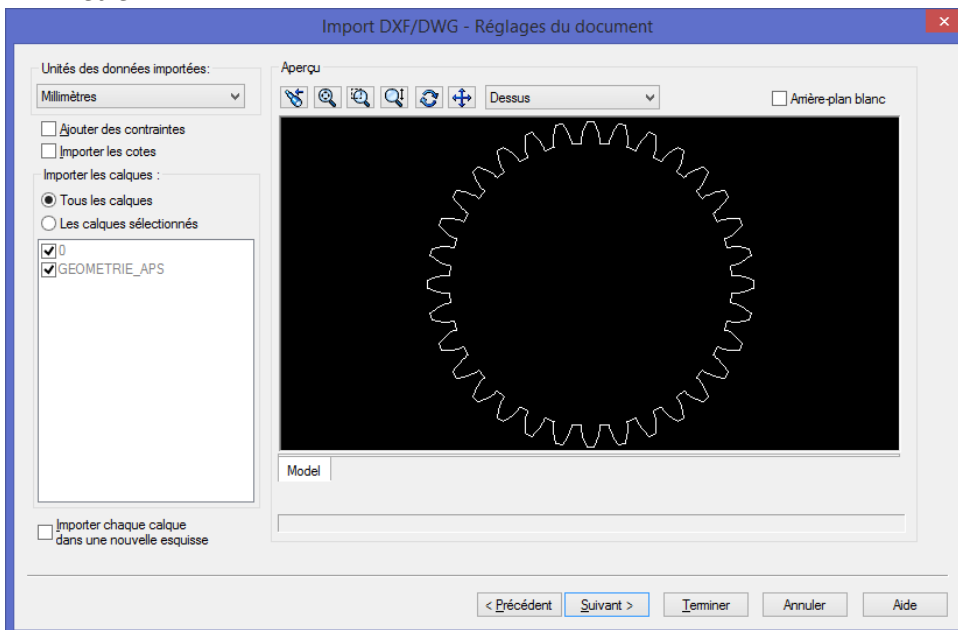 Import DXF/DWG - Réglages du document
Unités des données importées:
Millimètres
Ajouter des contraintes
Importer les cotes
Importer les calques :
Tous les calques
Les calques sélectionnés
0
GEOMETRIE_APS
Importer chaque calque
dans une nouvelle esquisse
Aperçu
Dessus
Arrière-plan blanc
Model
< Précédent
Suivant >
Terminer
Annuler
Aide